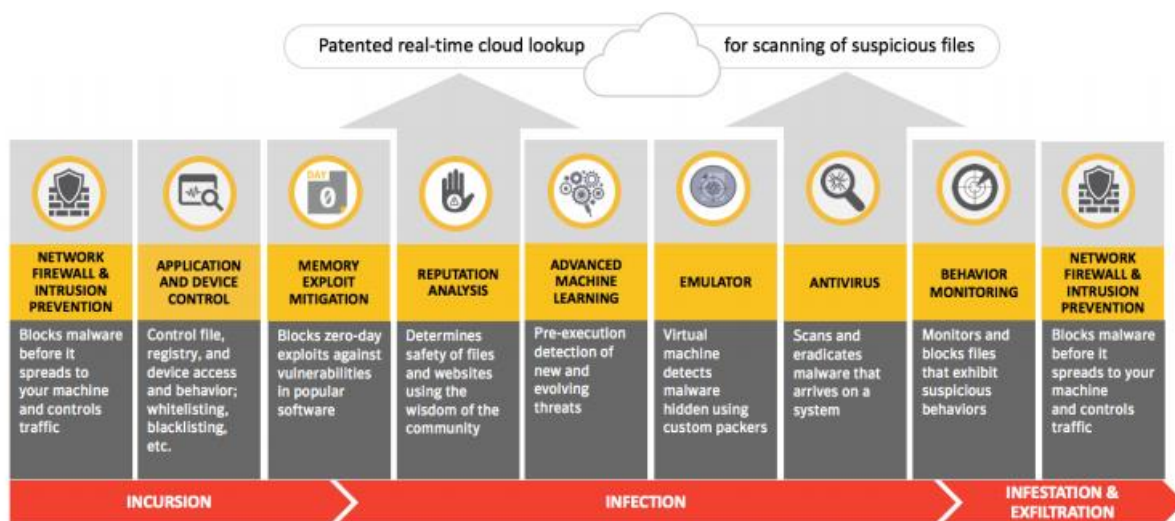 Patented real-time cloud lookup
for scanning of suspicious files
DAY
0
NETWORK
FIREWALL &
INTRUSION
PREVENTION
Blocks malware
before it
spreads to
your machine
and controls
traffic
APPLICATION
AND DEVICE
CONTROL
Control file,
registry, and
device access
and behavior;
whitelisting,
blacklisting,
etc.
MEMORY
EXPLOIT
MITIGATION
Blocks zero-day
exploits against
vulnerabilities
in popular
software
REPUTATION
ANALYSIS
Determines
safety of files
and websites
using the
wisdom of the
community
ADVANCED
MACHINE
LEARNING
Pre-execution
detection of
new and
evolving
threats
EMULATOR
Virtual
machine
detects
malware
hidden using
custom packers
ANTIVIRUS
Scans and
eradicates
malware that
arrives on a
system
BEHAVIOR
MONITORING
Monitors and
blocks files
that exhibit
suspicious
behaviors
NETWORK
FIREWALL &
INTRUSION
PREVENTION
Blocks malware
before it
spreads to your
machine
and controls
traffic
INCURSION
INFECTION
INFESTATION &
EXFILTRATION